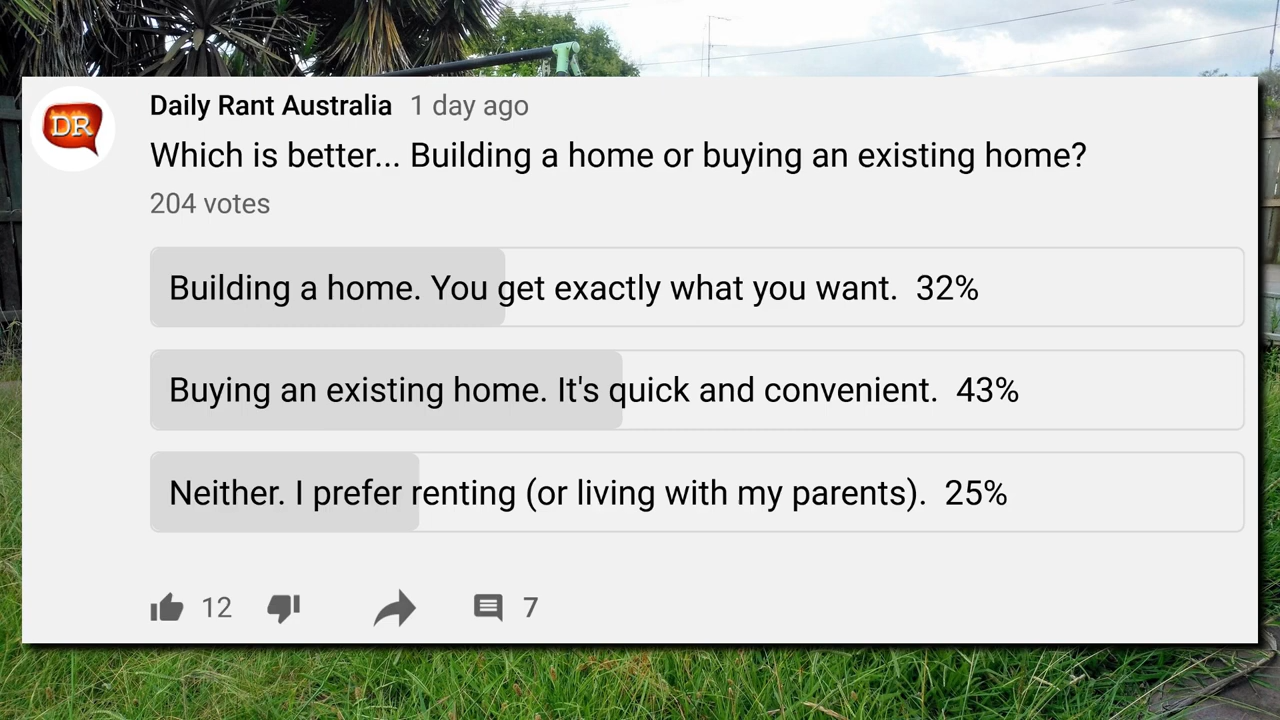 DR
Daily Rant Australia 1 day ago
Which is better... Building a home or buying an existing home?
204 votes
Building a home. You get exactly what you want. 32%
Buying an existing home. It's quick and convenient. 43%
Neither. I prefer renting (or living with my parents). 25%
12 7